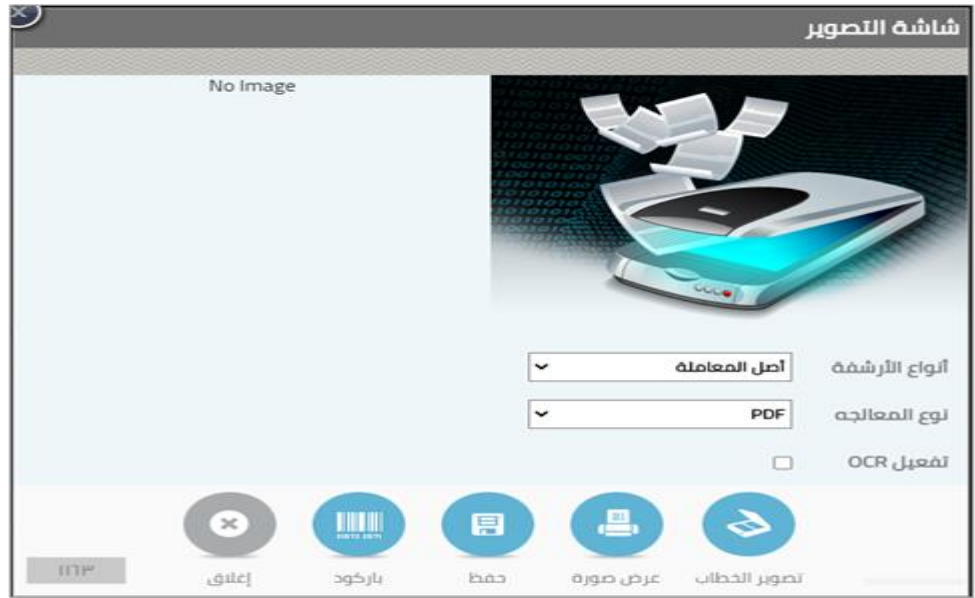 شاشة التصوير
No Image
أنواع الأرشفة
أصل المعاملة
نوع المعالجه
PDF
تفعيل OCR
تصوير الخطاب
عرض صورة
حفظ
باركود
إغلاق
١١٦٣